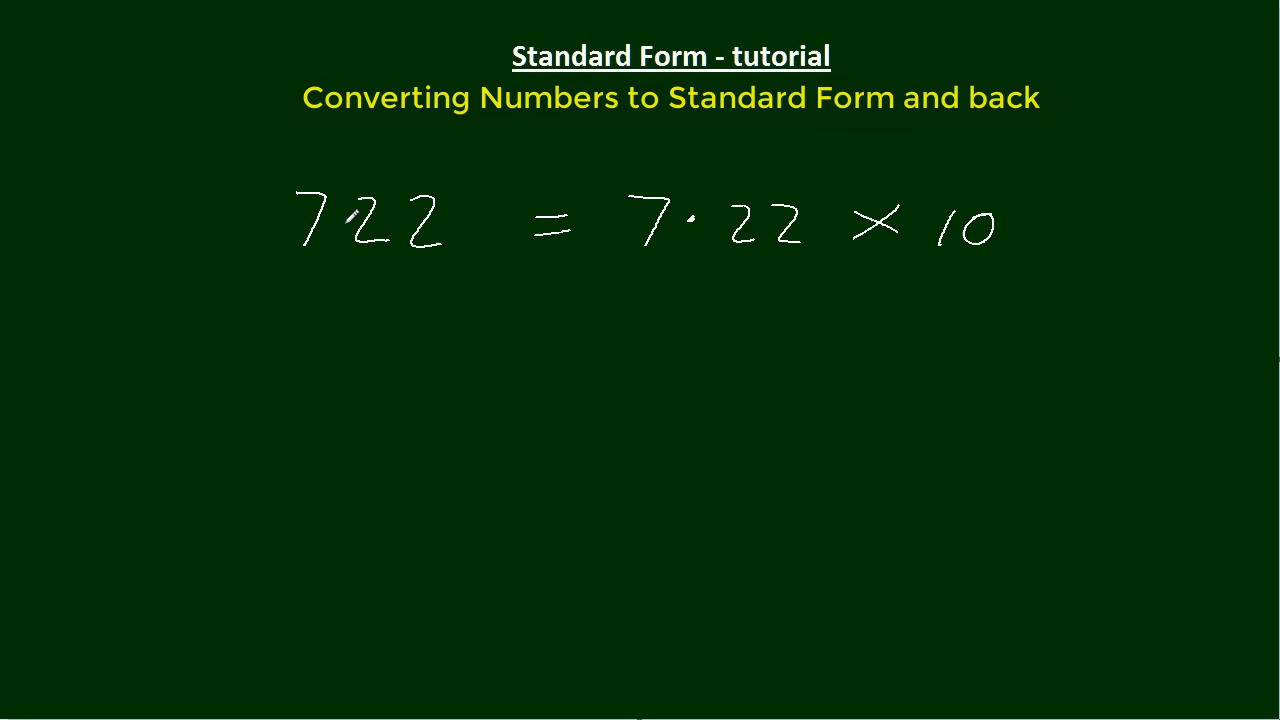 Standard Form - tutorial
Converting Numbers to Standard Form and back
722 = 7.22 × 10